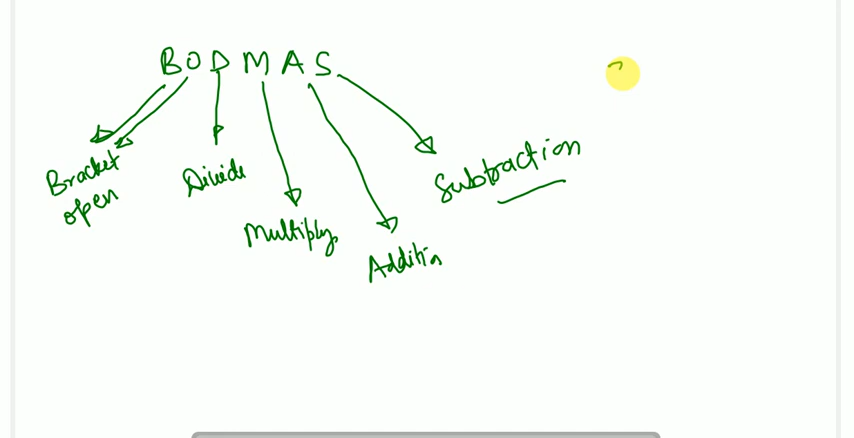 BODMAS
Bracket
open
Divide
Multiply
Addition
Subtraction